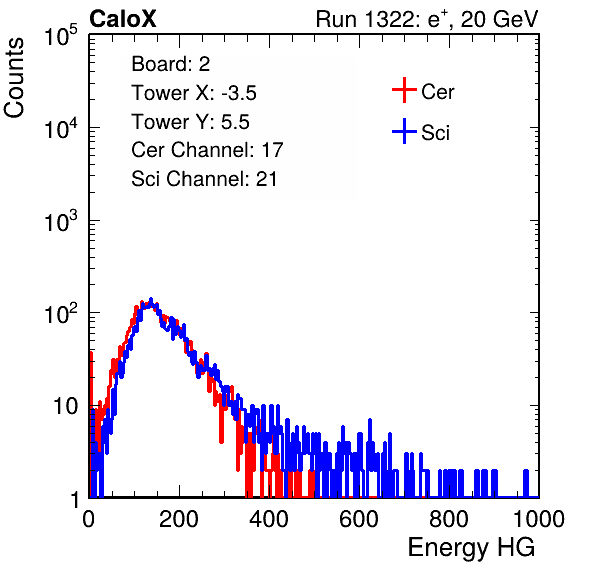 CaloX Run 1322: e⁺, 20 GeV
Counts
Board: 2
Tower X: -3.5
Tower Y: 5.5
Cer Channel: 17
Sci Channel: 21
Cer
Sci
10⁵
10⁴
10³
10²
10
1
0 200 400 600 800 1000
Energy HG